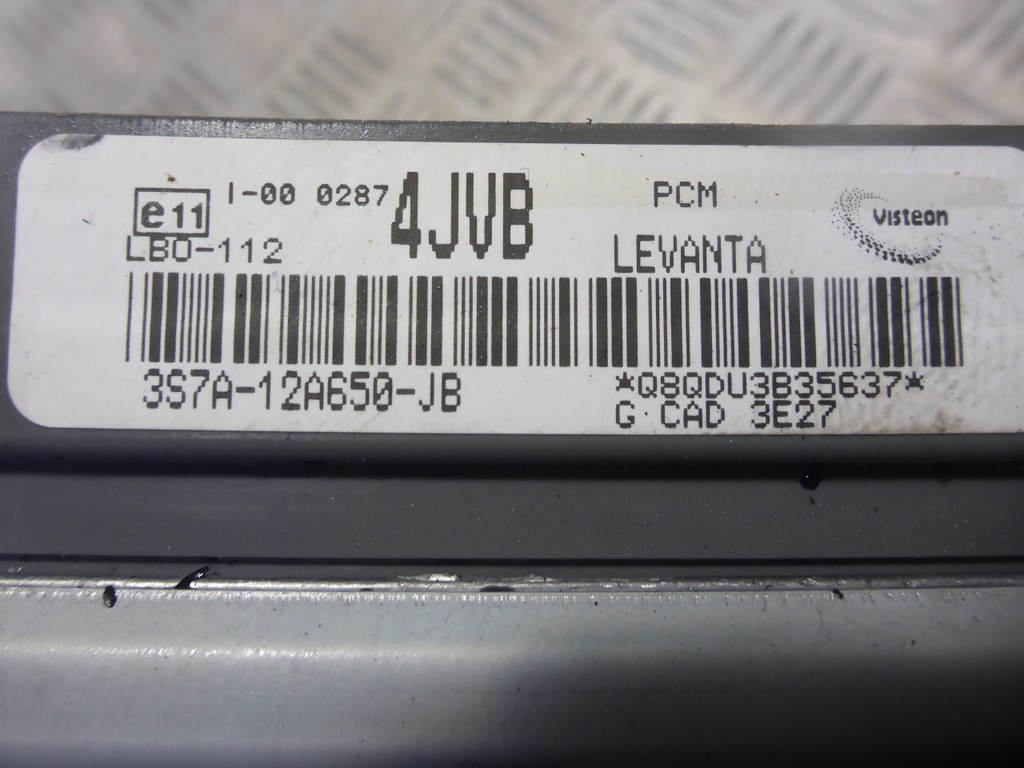 e11 I-00 0287 4JVB PCM Visteon
LBO-112 LEVANTA
3S7A-12A650-JB *Q8QDU3B35637*
G CAD 3E27